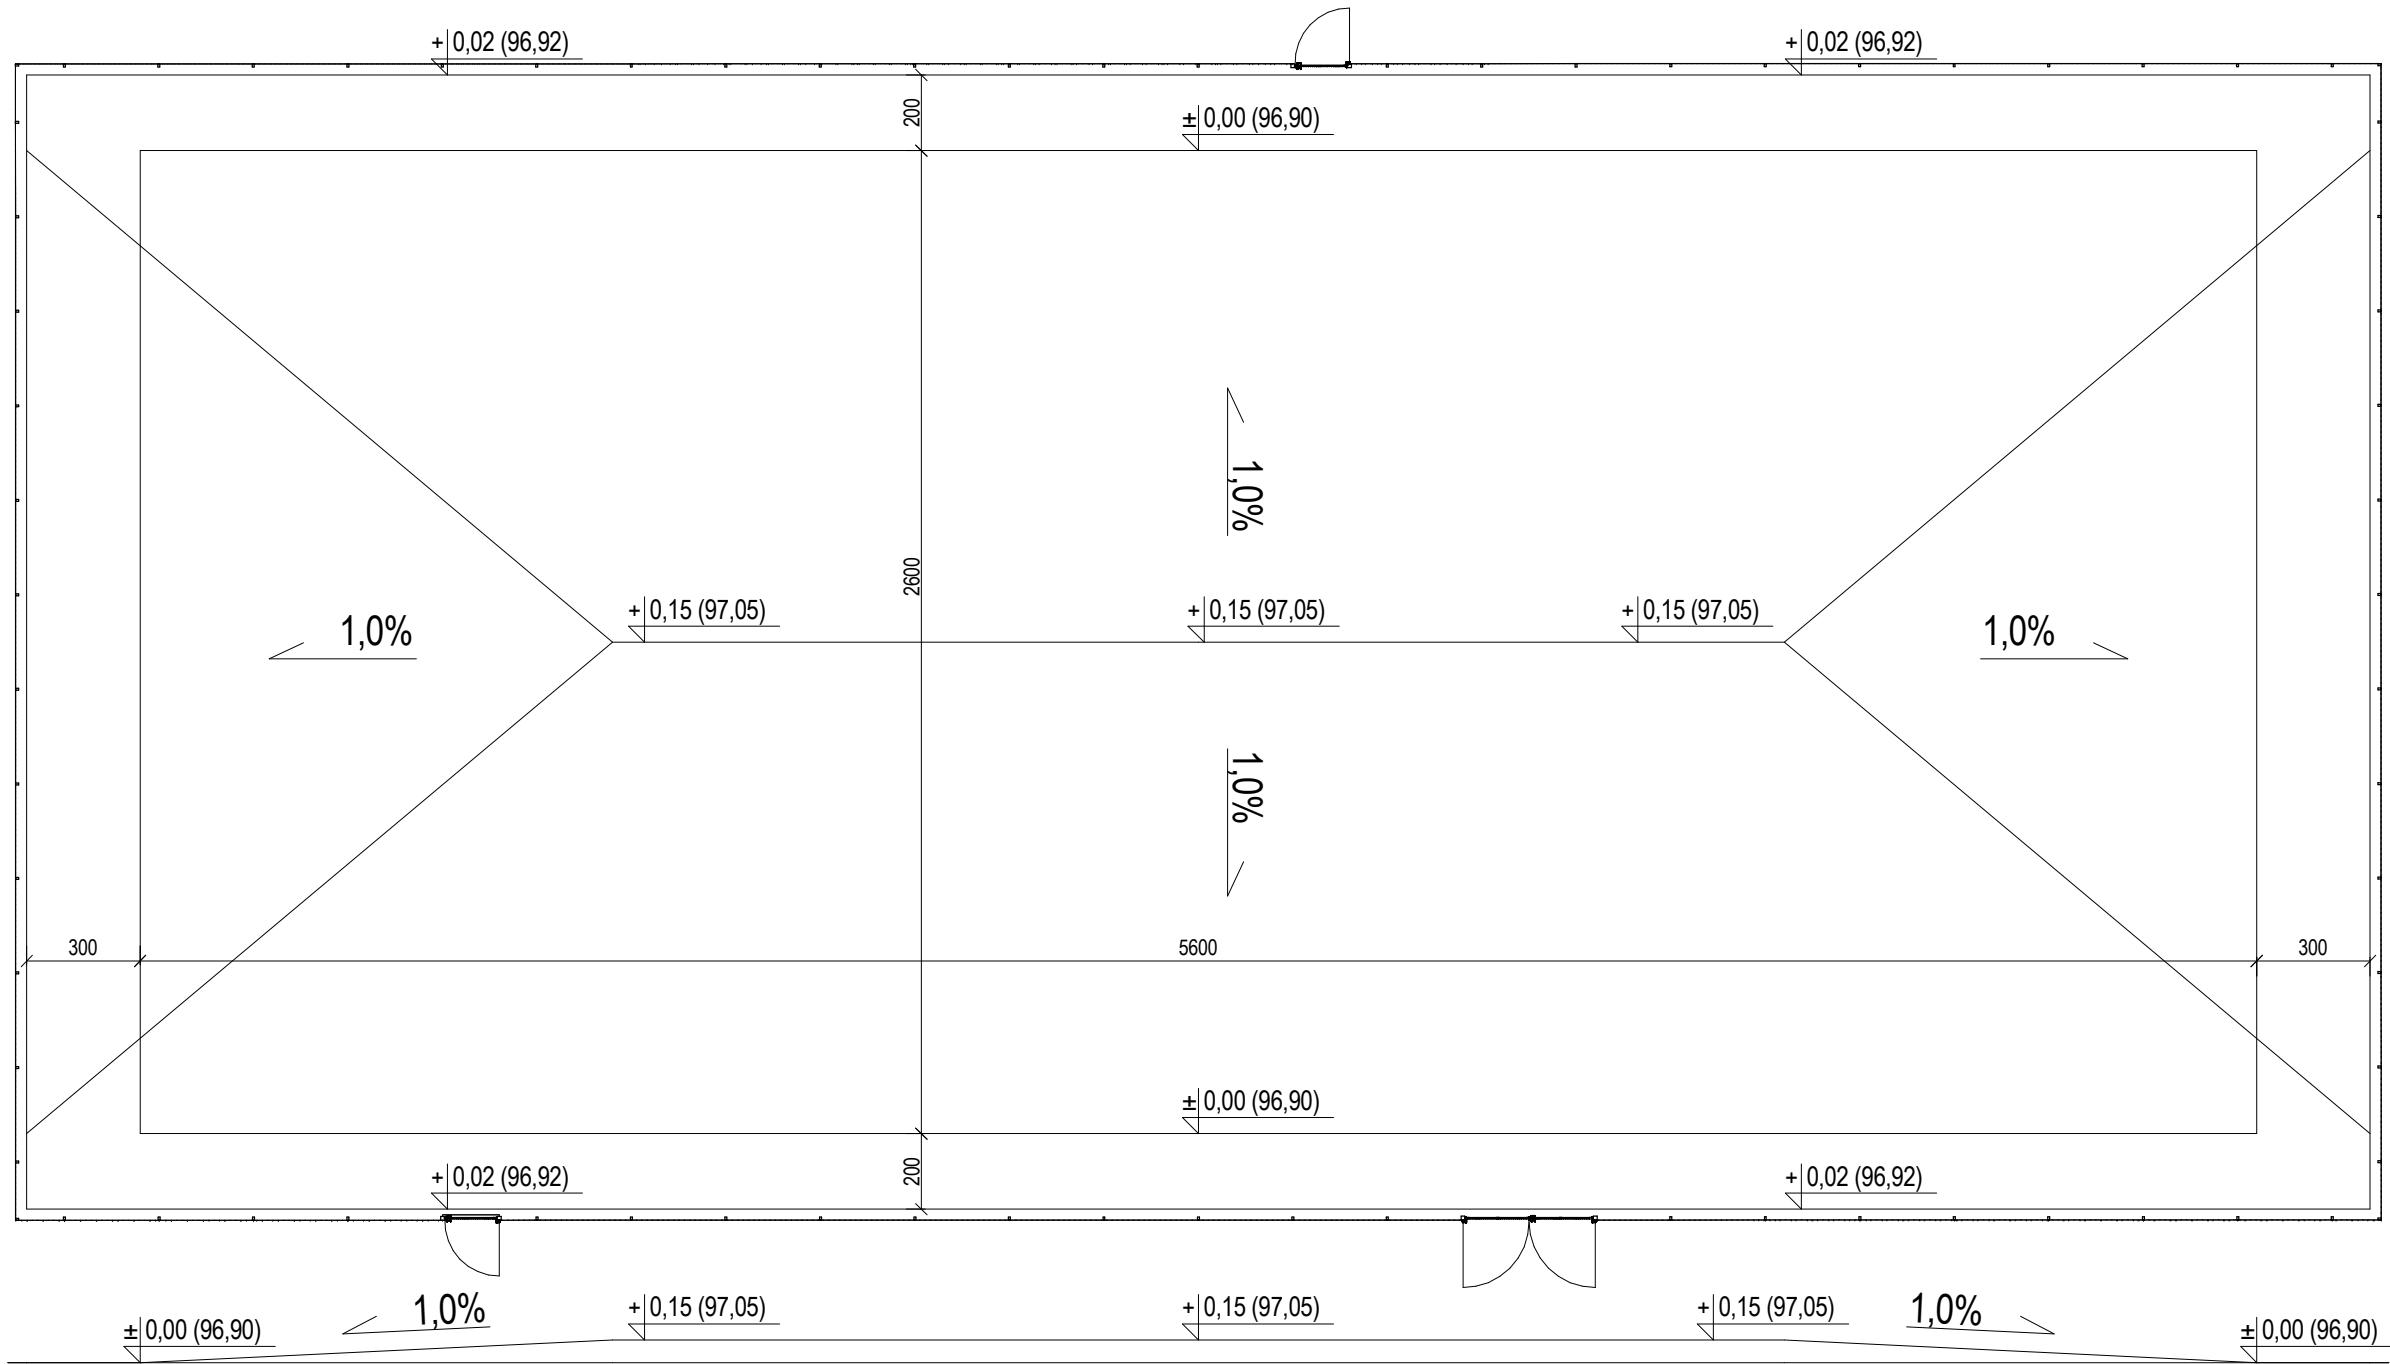 + 0,02 (96,92)
+ 0,02 (96,92)
200
± 0,00 (96,90)
1,0%
2600
+ 0,15 (97,05)
+ 0,15 (97,05)
+ 0,15 (97,05)
1,0%
1,0%
1,0%
300
5600
300
± 0,00 (96,90)
+ 0,02 (96,92)
200
+ 0,02 (96,92)
± 0,00 (96,90)
1,0%
+ 0,15 (97,05)
+ 0,15 (97,05)
+ 0,15 (97,05)
1,0%
± 0,00 (96,90)